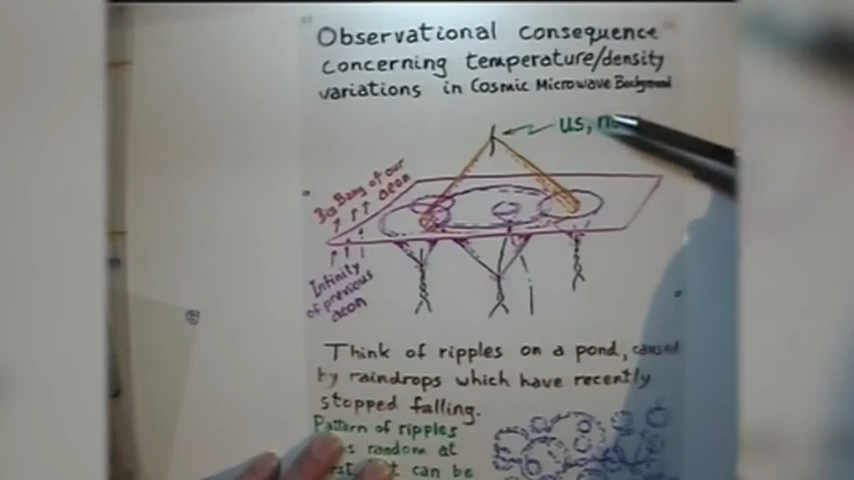 Observational consequence
concerning temperature/density
variations in Cosmic Microwave Background
us,
Big Bang of our
aeon
Infinity
of previous
aeon
Think of ripples on a pond, caused
by raindrops which have recently
stopped falling.
Pattern of ripples
random at
can be